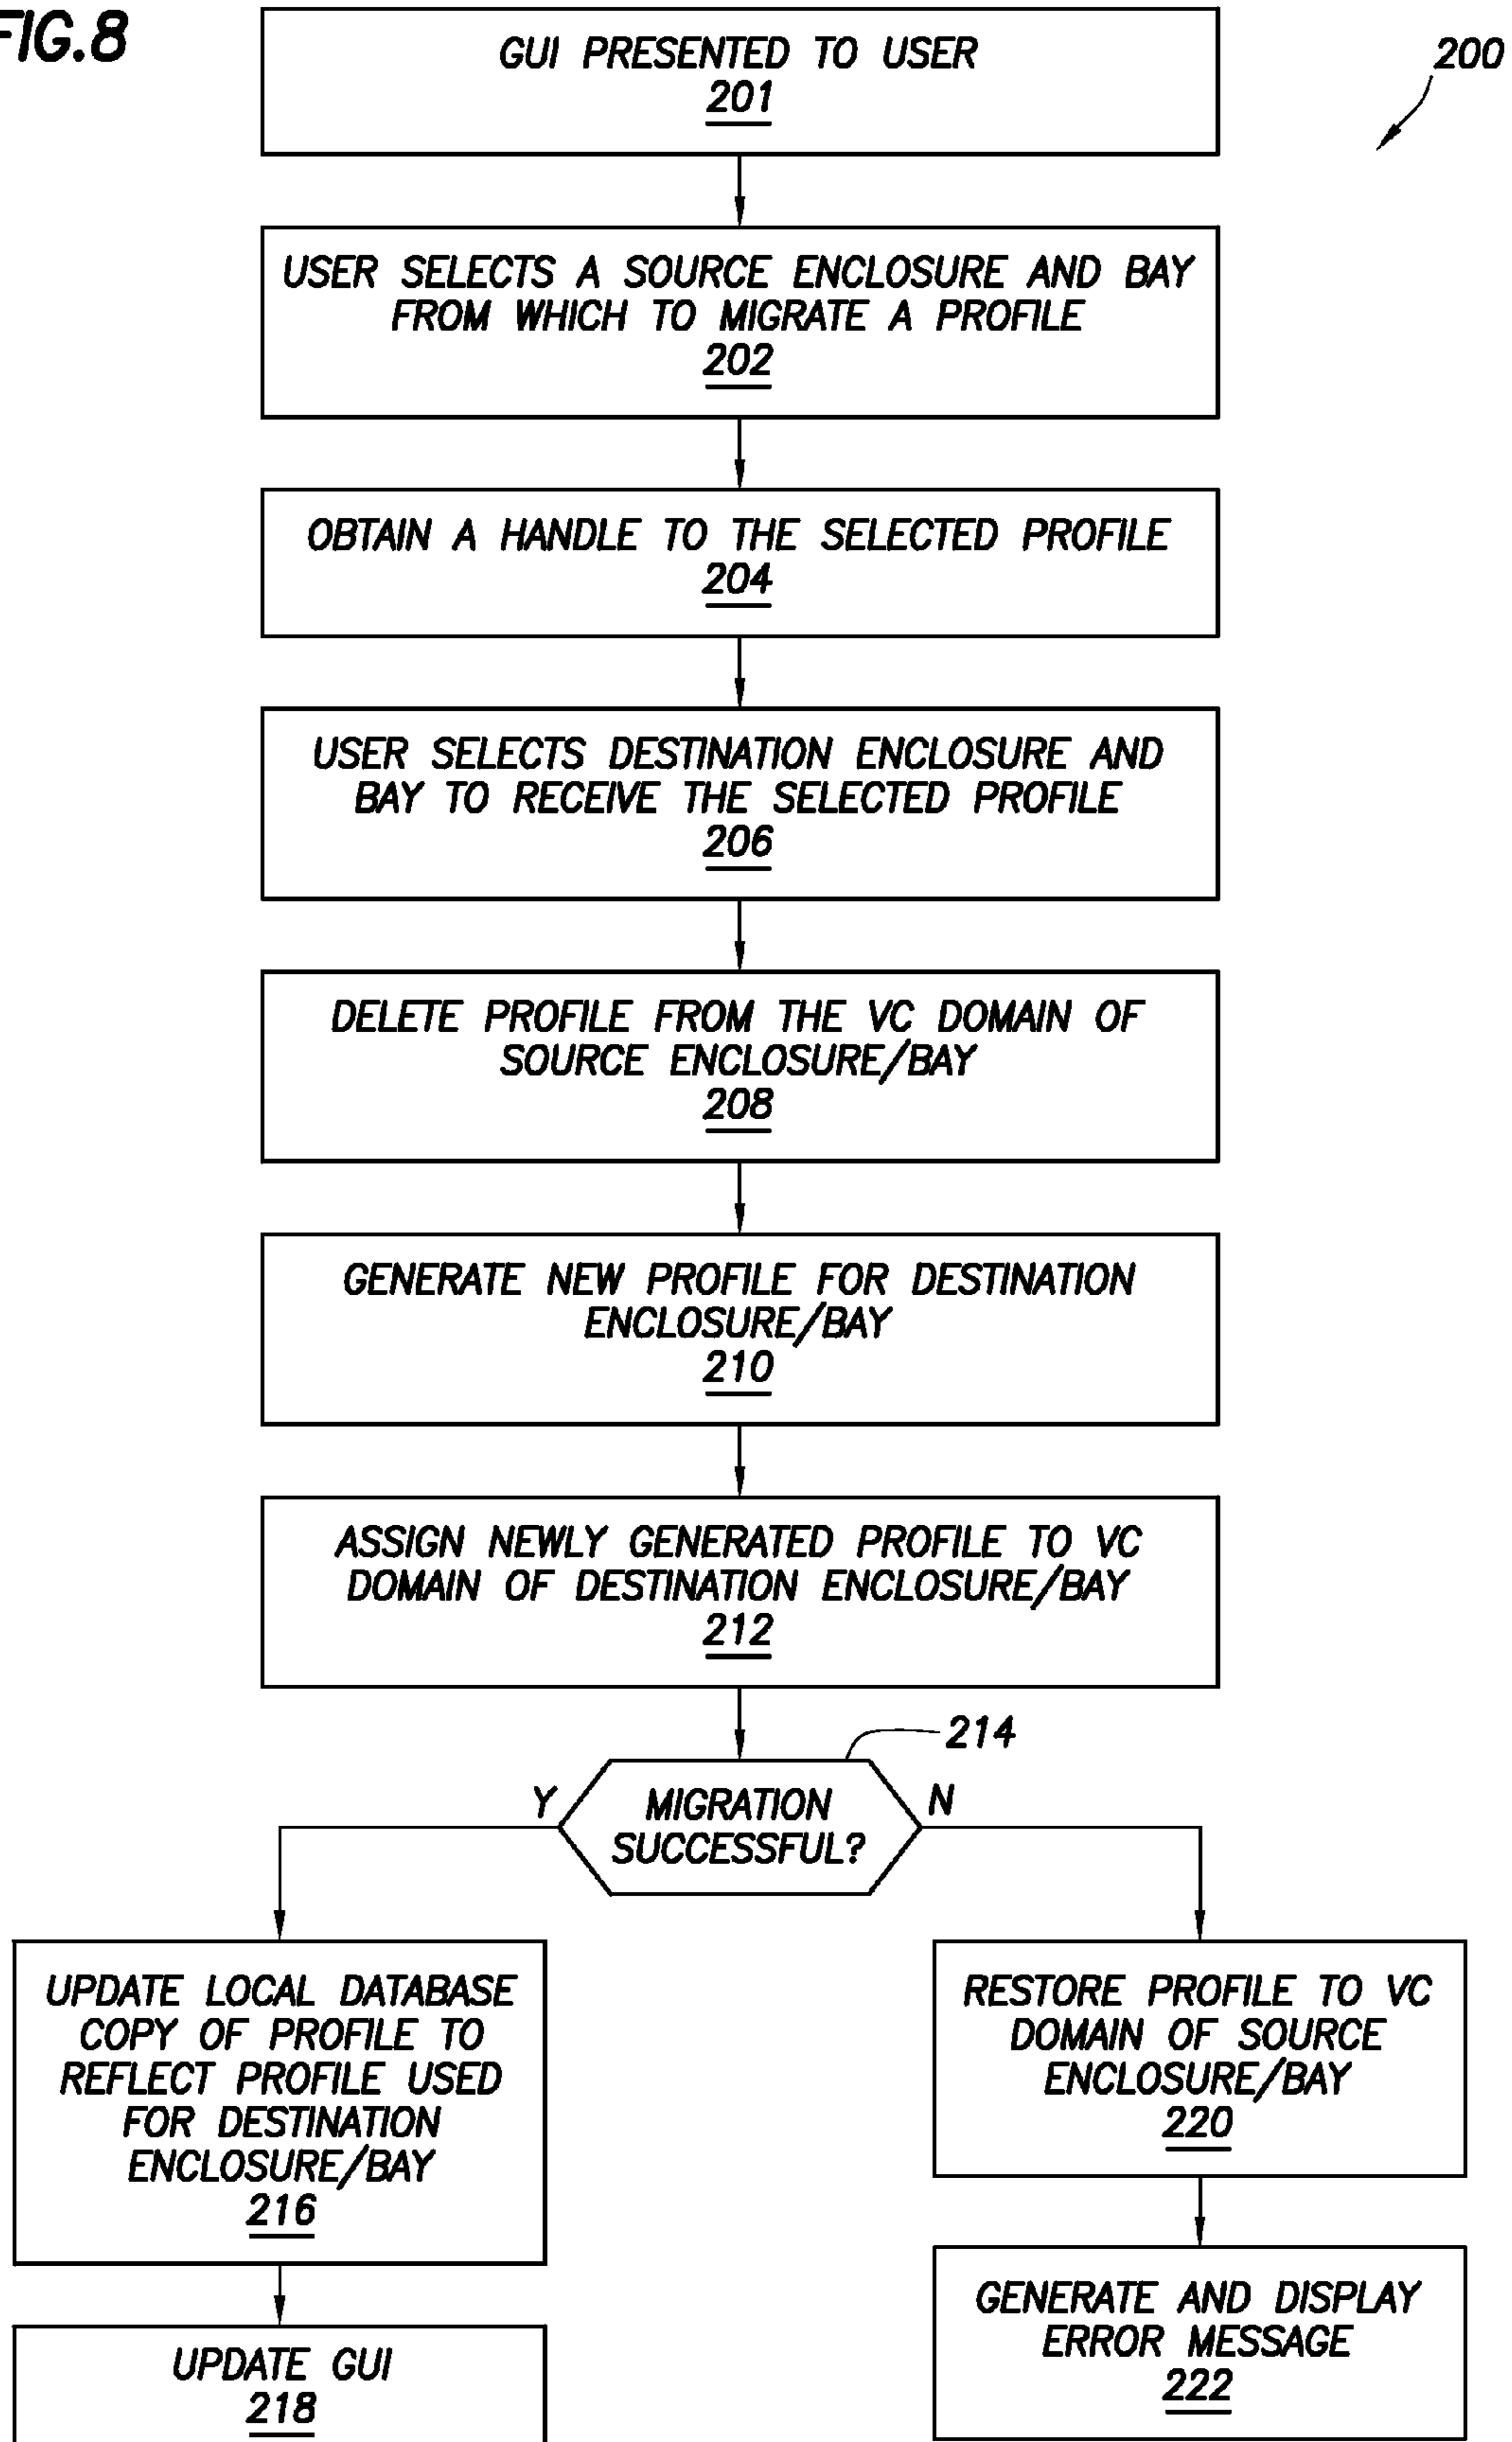 FIG.8
200
GUI PRESENTED TO USER
201
USER SELECTS A SOURCE ENCLOSURE AND BAY
FROM WHICH TO MIGRATE A PROFILE
202
OBTAIN A HANDLE TO THE SELECTED PROFILE
204
USER SELECTS DESTINATION ENCLOSURE AND
BAY TO RECEIVE THE SELECTED PROFILE
206
DELETE PROFILE FROM THE VC DOMAIN OF
SOURCE ENCLOSURE/BAY
208
GENERATE NEW PROFILE FOR DESTINATION
ENCLOSURE/BAY
210
ASSIGN NEWLY GENERATED PROFILE TO VC
DOMAIN OF DESTINATION ENCLOSURE/BAY
212
214
Y
MIGRATION
SUCCESSFUL?
N
UPDATE LOCAL DATABASE
COPY OF PROFILE TO
REFLECT PROFILE USED
FOR DESTINATION
ENCLOSURE/BAY
216
UPDATE GUI
218
RESTORE PROFILE TO VC
DOMAIN OF SOURCE
ENCLOSURE/BAY
220
GENERATE AND DISPLAY
ERROR MESSAGE
222